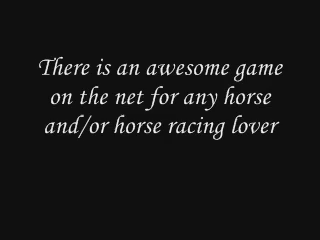 There is an awesome game
on the net for any horse
and/or horse racing lover